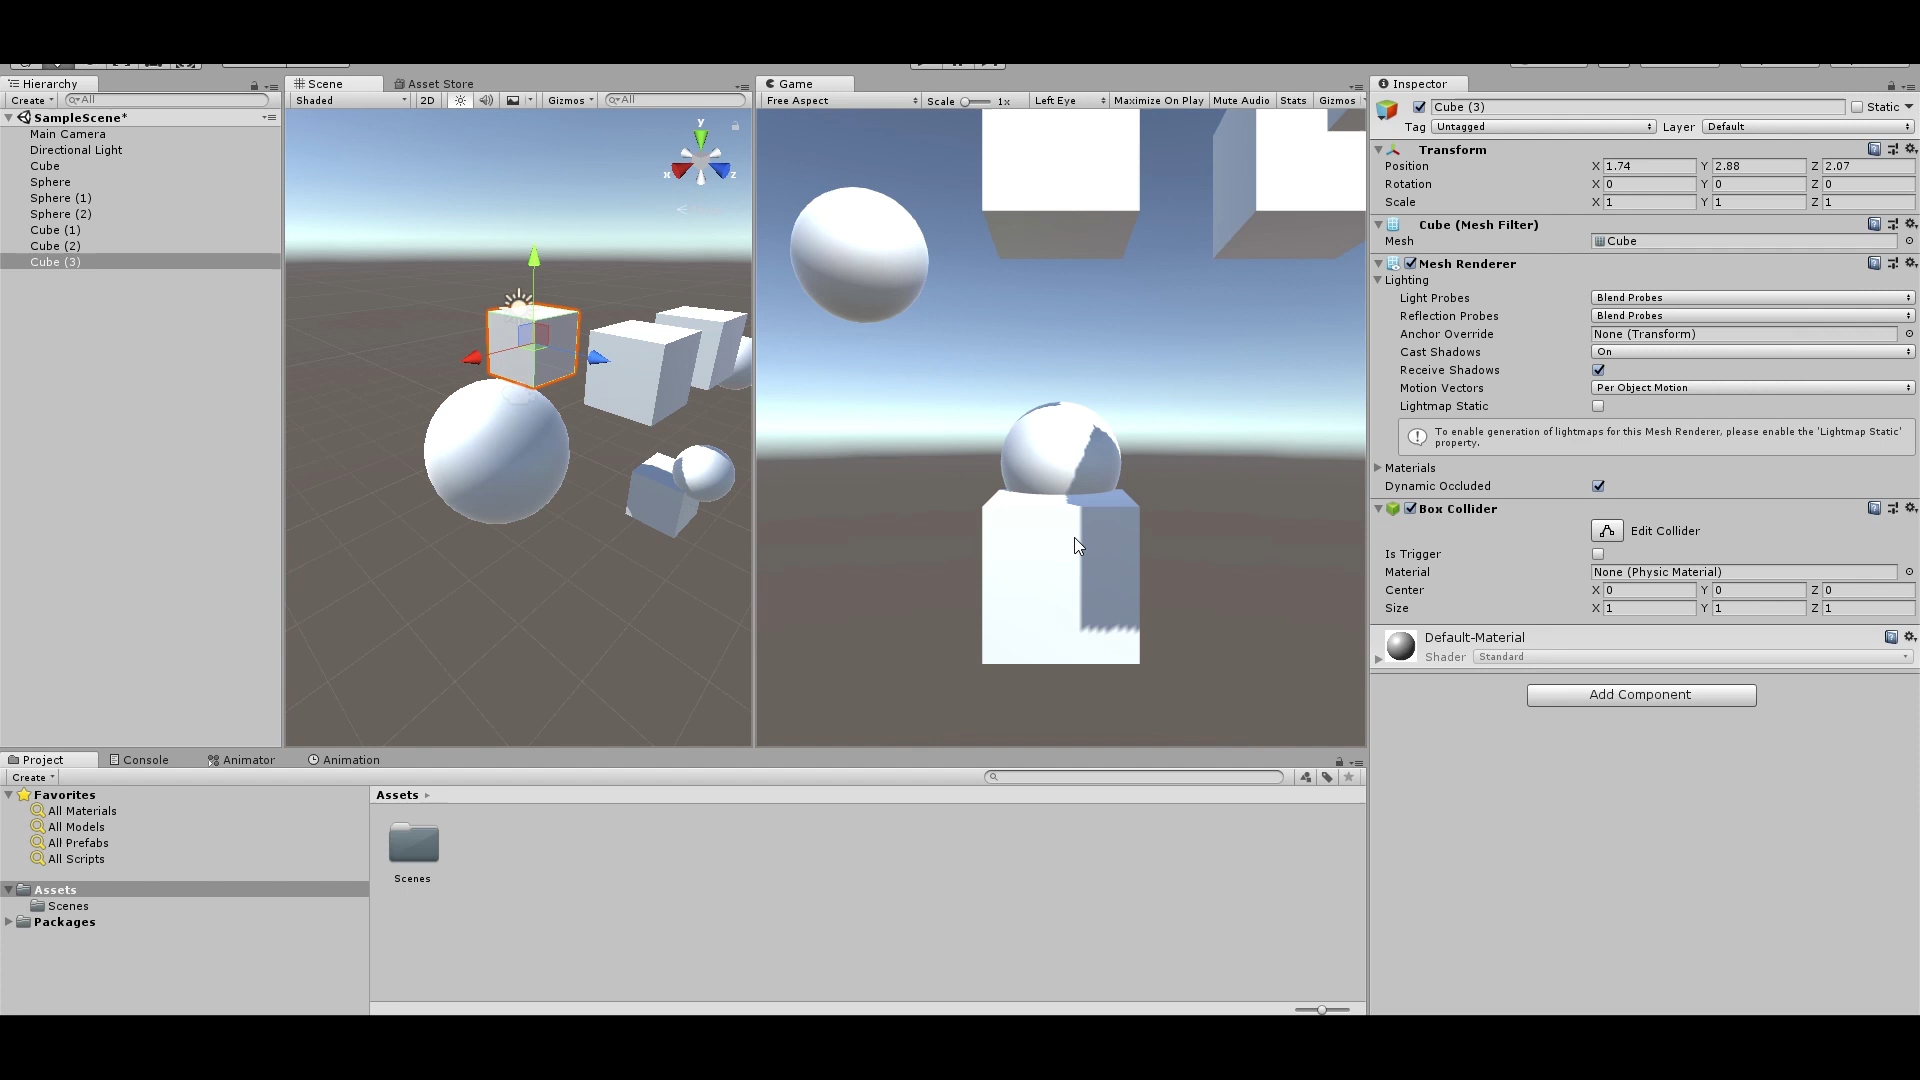 Hierarchy
Create
All
SampleScene*
Main Camera
Directional Light
Cube
Sphere
Sphere (1)
Sphere (2)
Cube (1)
Cube (2)
Cube (3)
Scene
Asset Store
Shaded
2D
Gizmos
All
y
x
z
Game
Free Aspect
Scale
1x
Left Eye
Maximize On Play
Mute Audio
Stats
Gizmos
Inspector
Cube (3)
Static
Tag
Untagged
Layer
Default
Transform
Position X 1.74 Y 2.88 Z 2.07
Rotation X 0 Y 0 Z 0
Scale X 1 Y 1 Z 1
Cube (Mesh Filter)
Mesh Cube
Mesh Renderer
Lighting
Light Probes Blend Probes
Reflection Probes Blend Probes
Anchor Override None (Transform)
Cast Shadows On
Receive Shadows
Motion Vectors Per Object Motion
Lightmap Static
To enable generation of lightmaps for this Mesh Renderer, please enable the 'Lightmap Static'
property.
Materials
Dynamic Occluded
Box Collider
Edit Collider
Is Trigger
Material None (Physic Material)
Center X 0 Y 0 Z 0
Size X 1 Y 1 Z 1
Default-Material
Shader Standard
Add Component
Project
Console
Animator
Animation
Create
Favorites
All Materials
All Models
All Prefabs
All Scripts
Assets
Scenes
Packages
Assets
Scenes